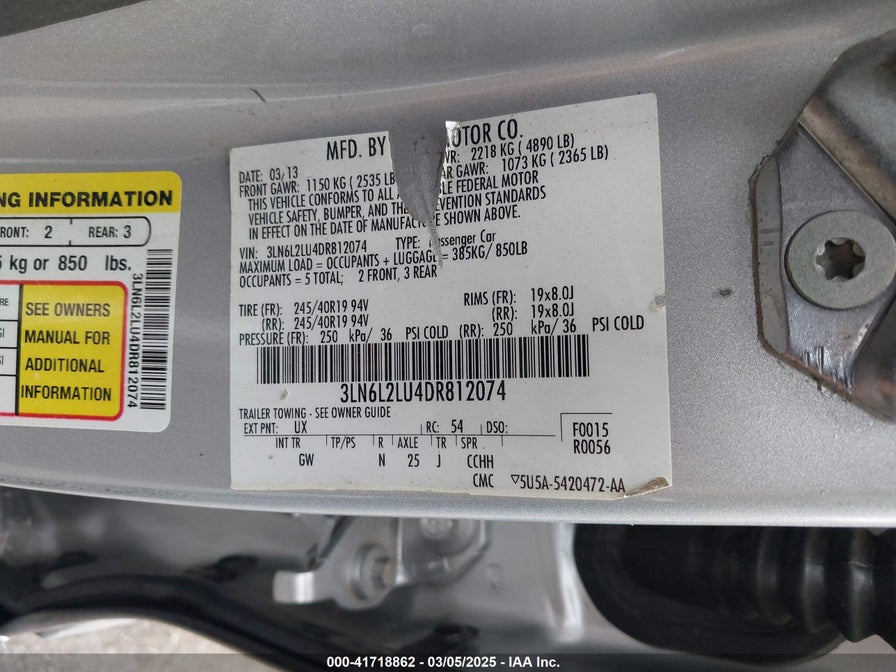 NG INFORMATION
FRONT: 2 REAR: 3
5 kg or 850 lbs.
SEE OWNERS
MANUAL FOR
ADDITIONAL
INFORMATION
3LN6L2LU4DR812074
MFD. BY MOTOR CO.
DATE: 03/13 2218 KG ( 4890 LB)
FRONT GAWR: 1150 KG ( 2535 LB GAWR: 1073 KG ( 2365 LB)
THIS VEHICLE CONFORMS TO ALL FEDERAL MOTOR
VEHICLE SAFETY, BUMPER, AND STANDARDS
IN EFFECT ON THE DATE OF MANUFACTURE SHOWN ABOVE.
VIN: 3LN6L2LU4DR812074 TYPE: Passenger Car
MAXIMUM LOAD = OCCUPANTS + LUGGAGE = 385KG/ 850LB
OCCUPANTS = 5 TOTAL; 2 FRONT, 3 REAR
TIRE (FR): 245/40R19 94V RIMS (FR): 19x8.0J
(RR): 245/40R19 94V (RR): 19x8.0J
PRESSURE (FR): 250 kPa/ 36 PSI COLD (RR): 250 kPa/ 36 PSI COLD
3LN6L2LU4DR812074
TRAILER TOWING - SEE OWNER GUIDE
EXT PNT: UX RC: 54 DSO: F0015
INT TR TP/PS R AXLE TR SPR R0056
GW N 25 J CCHH
CMC ▽5U5A-5420472-AA
000-41718862 — 03/05/2025 - IAA Inc.